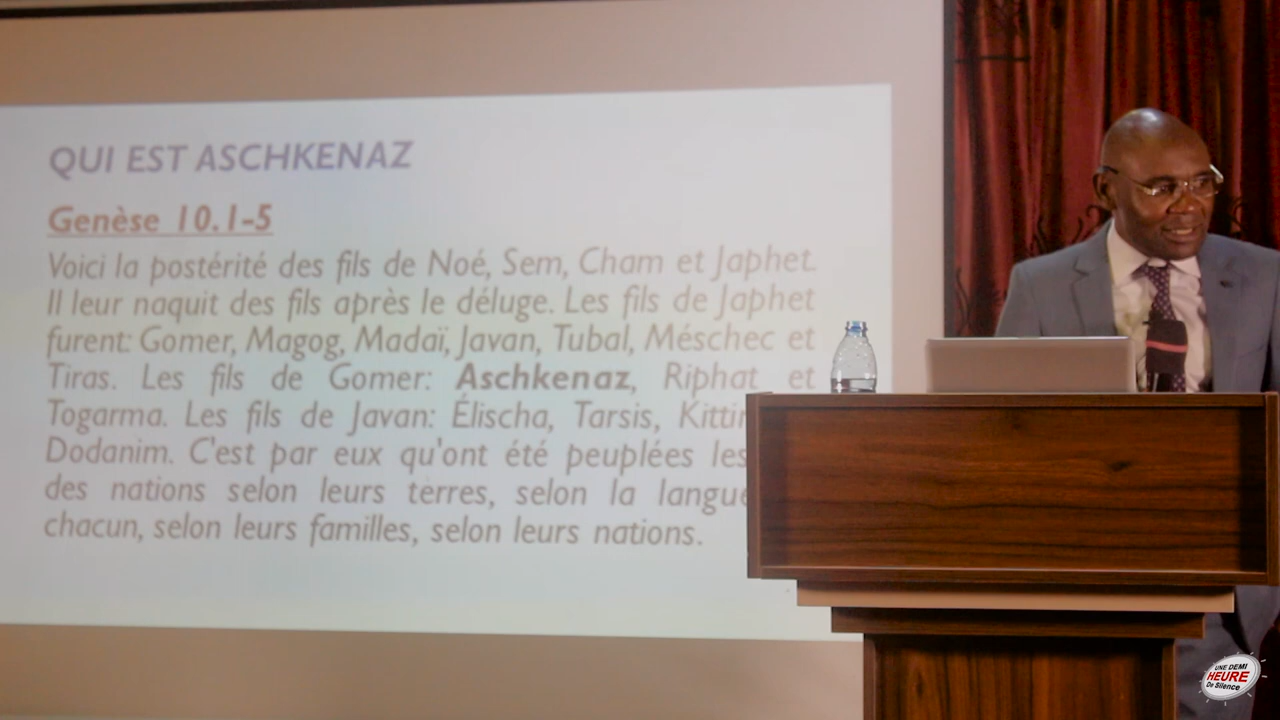 QUI EST ASCHKENAZ
Genèse 10.1-5
Voici la postérité des fils de Noé, Sem, Cham et Japhet.
Il leur naquit des fils après le déluge. Les fils de Japhet
furent: Gomer, Magog, Madaï, Javan, Tubal, Méschec et
Tiras. Les fils de Gomer: Aschkenaz, Riphat et
Togarma. Les fils de Javan: Élischa, Tarsis,
Dodanim. C'est par eux qu'ont été peuplées les
des nations selon leurs terres, selon la
chacun, selon leurs familles, selon leurs nations.
UNE DEMI
HEURE
De Silence